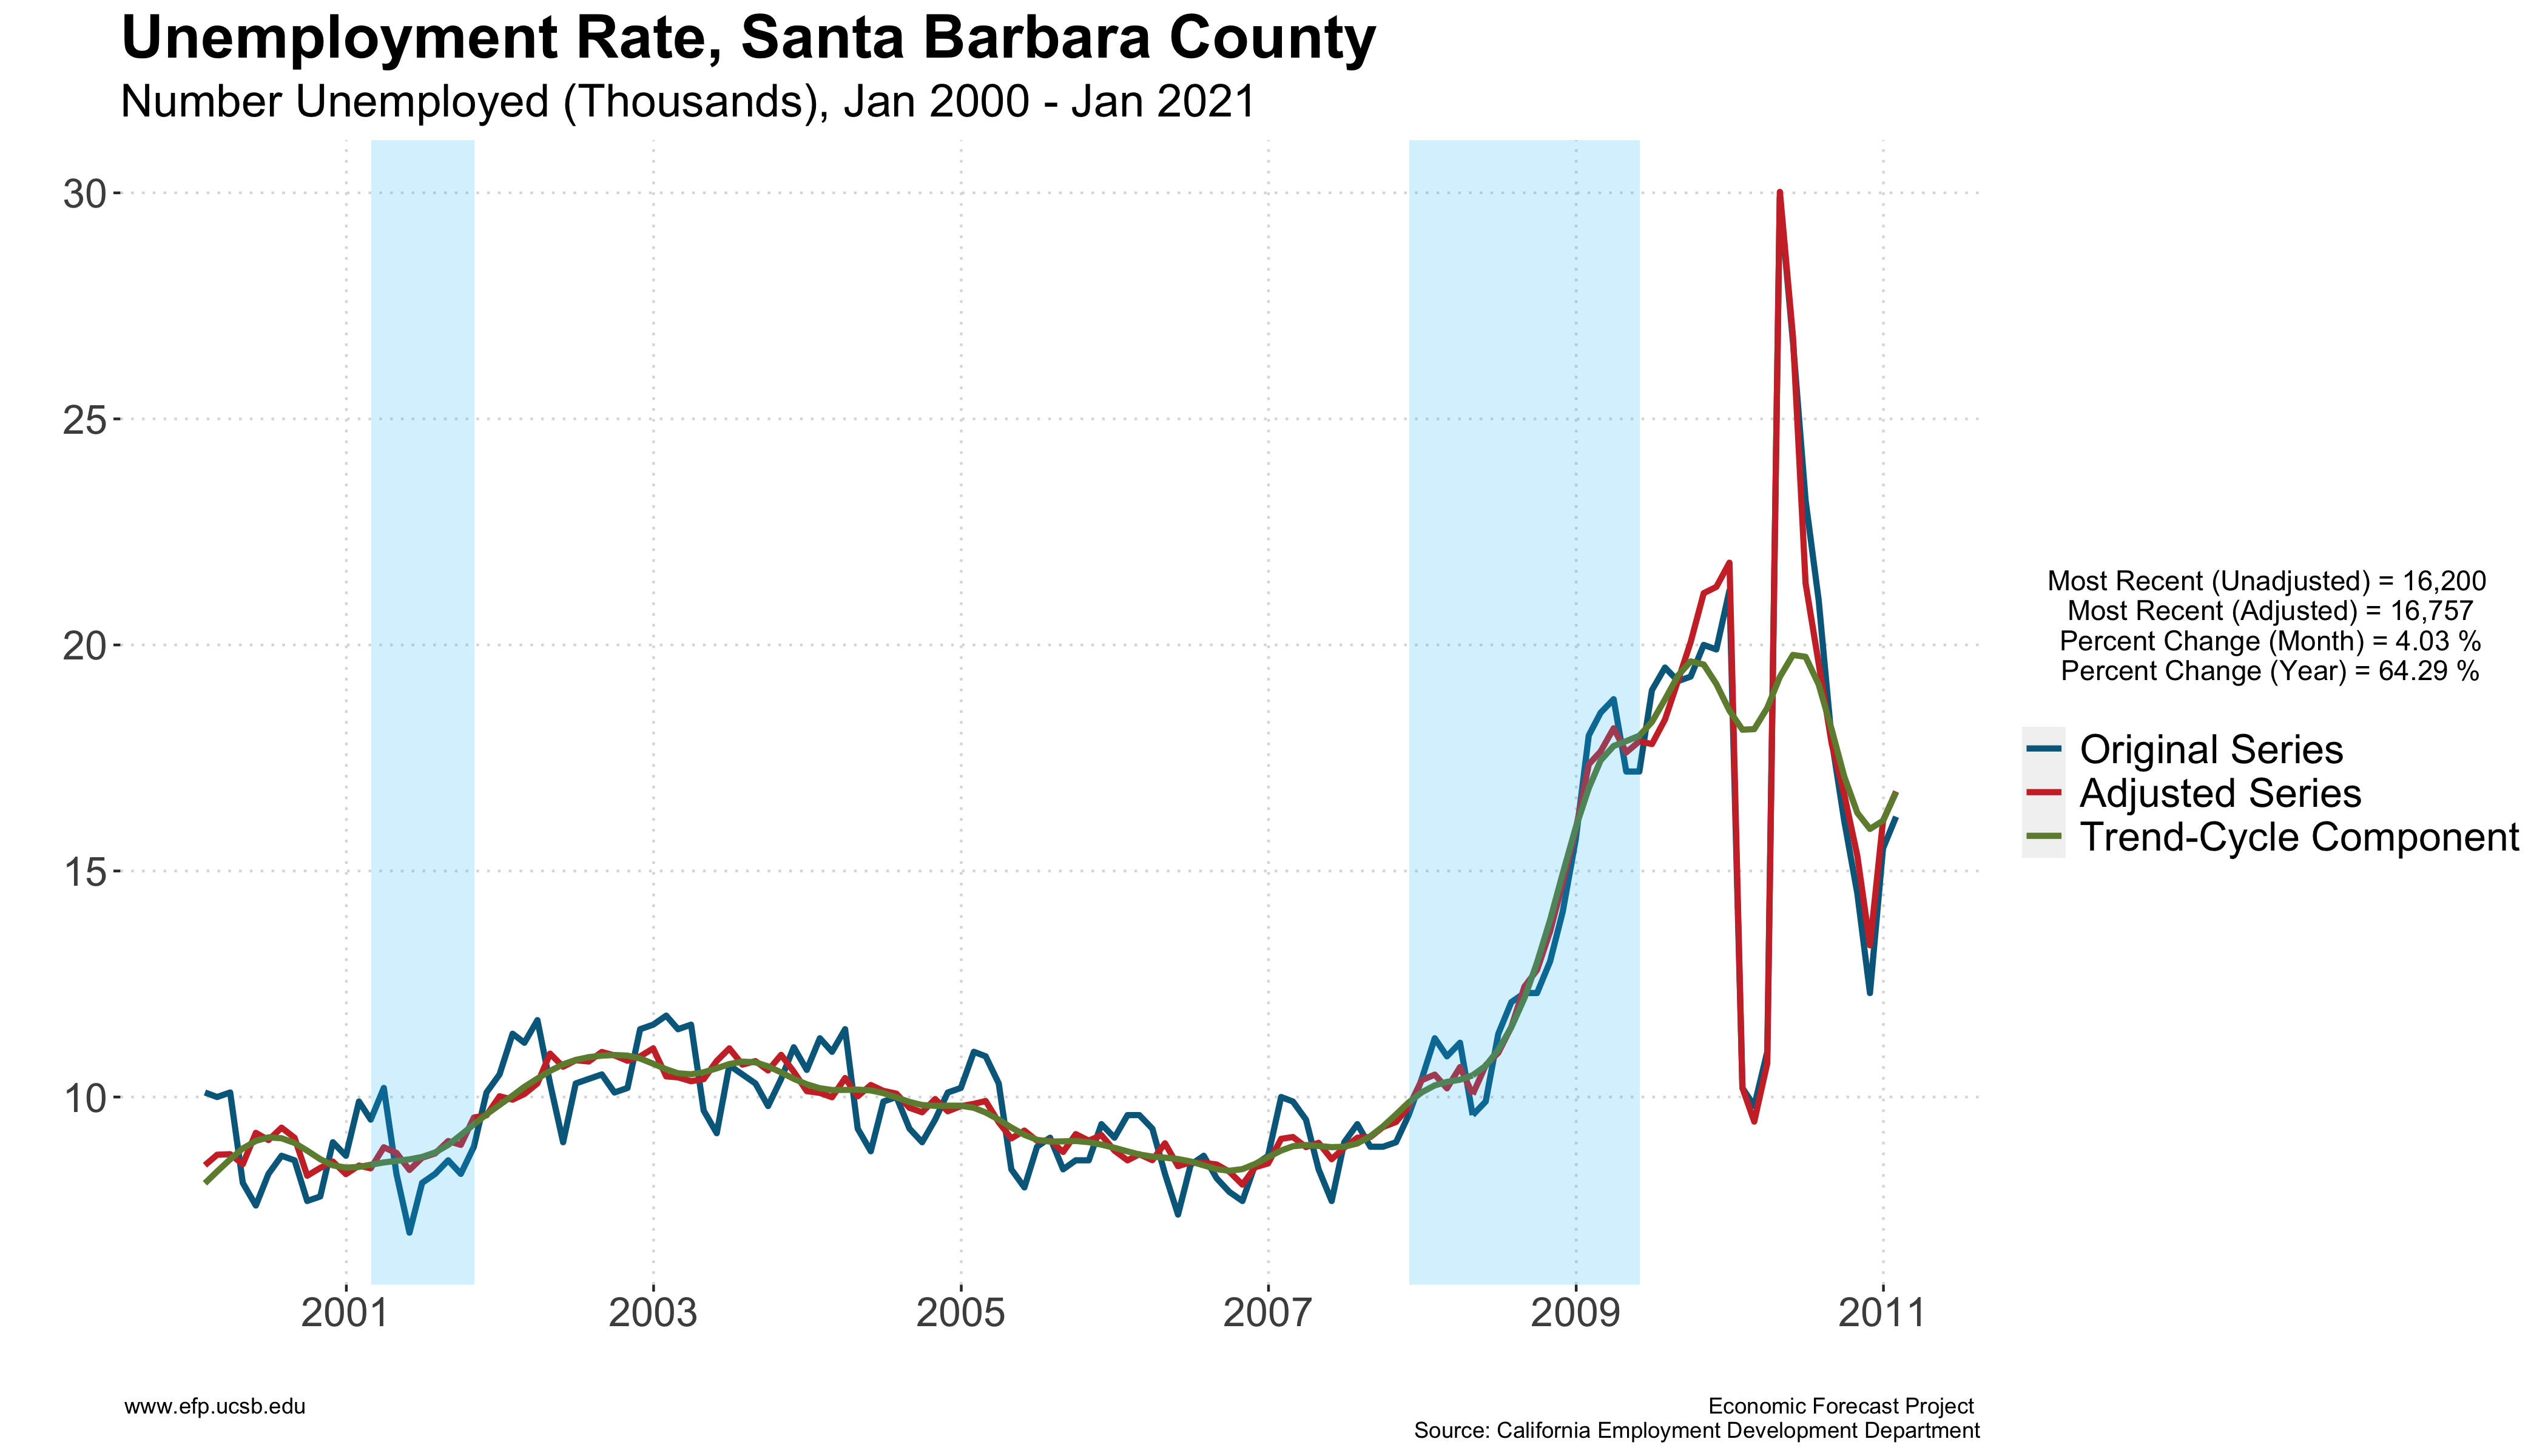 Unemployment Rate, Santa Barbara County
Number Unemployed (Thousands), Jan 2000 - Jan 2021
30
25
20
15
10
2001
2003
2005
2007
2009
2011
Most Recent (Unadjusted) = 16,200
Most Recent (Adjusted) = 16,757
Percent Change (Month) = 4.03 %
Percent Change (Year) = 64.29 %
Original Series
Adjusted Series
Trend-Cycle Component
www.efp.ucsb.edu
Economic Forecast Project
Source: California Employment Development Department